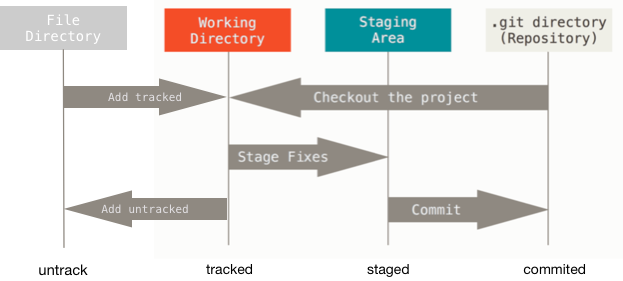 File
Directory
Working
Directory
Staging
Area
.git directory
(Repository)
Add tracked
Checkout the project
Stage Fixes
Add untracked
Commit
untrack
tracked
staged
commited